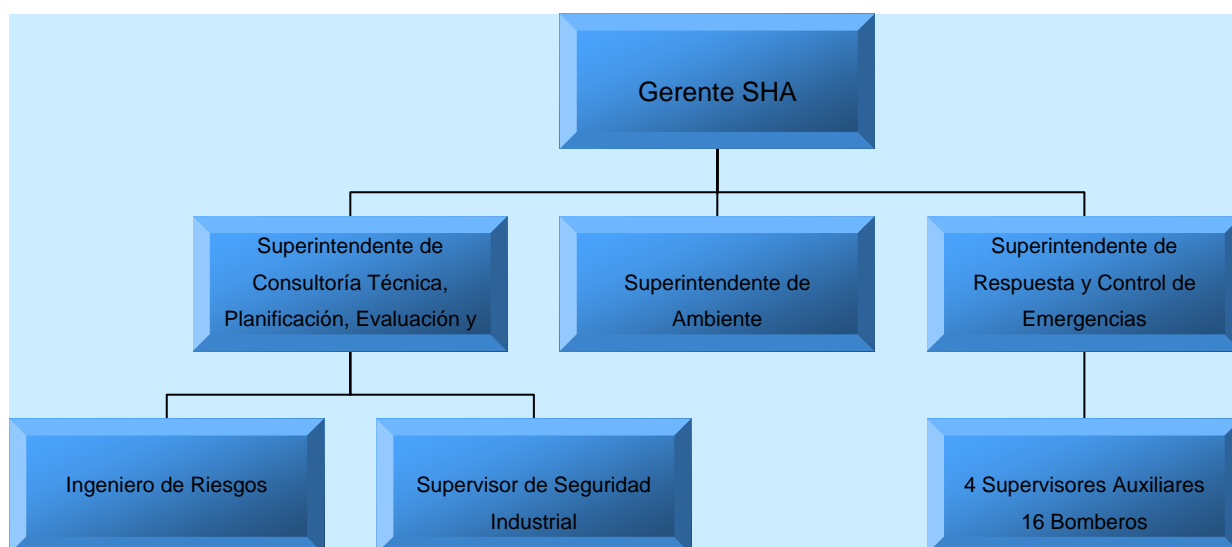 Gerente SHA
Superintendente de
Consultoría Técnica,
Planificación, Evaluación y
Superintendente de
Ambiente
Superintendente de
Respuesta y Control de
Emergencias
Ingeniero de Riesgos
Supervisor de Seguridad
Industrial
4 Supervisores Auxiliares
16 Bomberos